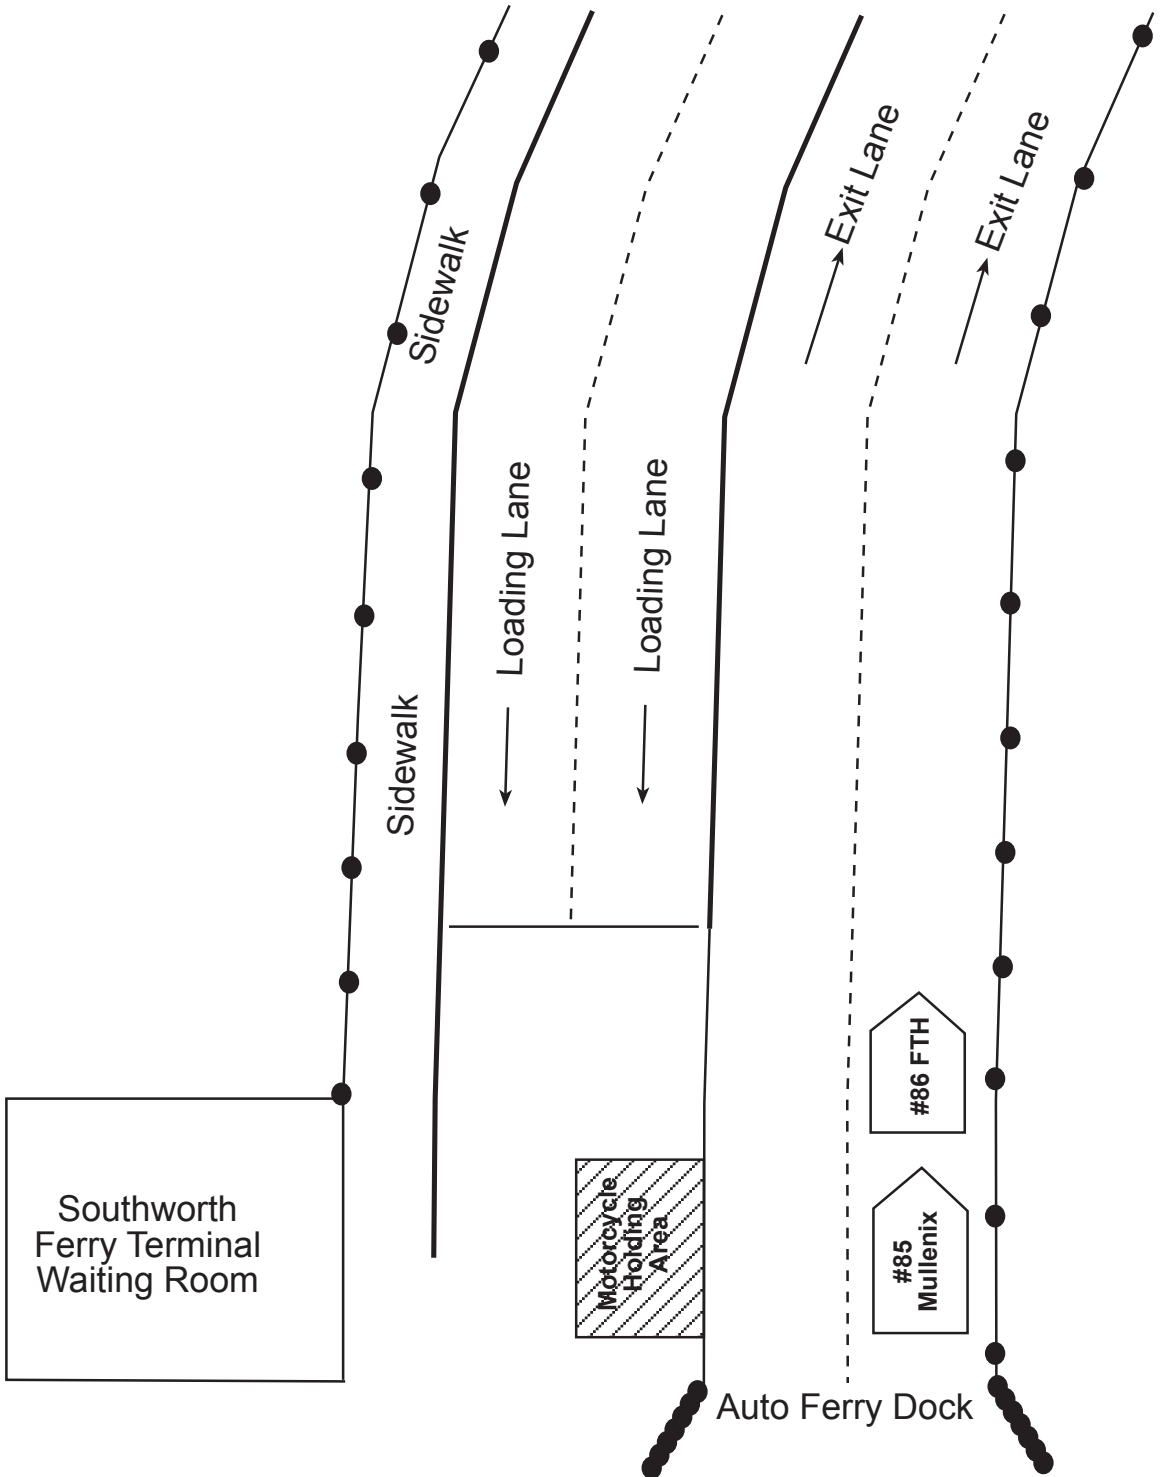 Exit Lane
Exit Lane
Sidewalk
Loading Lane
Loading Lane
Sidewalk
#86 FTH
Southworth
Ferry Terminal
Waiting Room
Motorcycle
Holding
Area
#85
Mullenix
Auto Ferry Dock